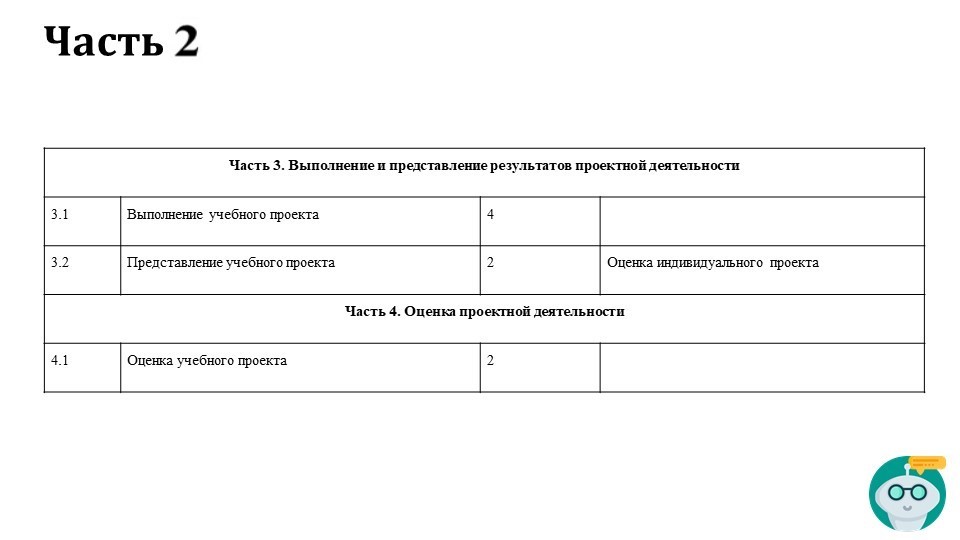 Часть 2
Часть 3. Выполнение и представление результатов проектной деятельности
3.1 Выполнение учебного проекта 4
3.2 Представление учебного проекта 2 Оценка индивидуального проекта
Часть 4. Оценка проектной деятельности
4.1 Оценка учебного проекта 2